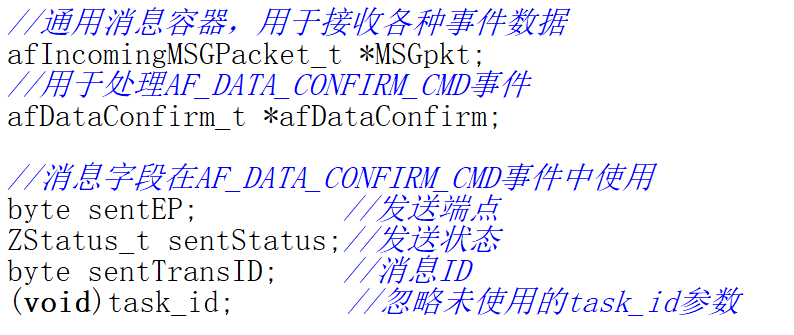 //通用消息容器，用于接收各种事件数据
afIncomingMSGPacket_t *MSGpkt;
//用于处理AF_DATA_CONFIRM_CMD事件
afDataConfirm_t *afDataConfirm;
//消息字段在AF_DATA_CONFIRM_CMD事件中使用
byte sentEP; //发送端点
ZStatus_t sentStatus;//发送状态
byte sentTransID; //消息ID
(void)task_id; //忽略未使用的task_id参数